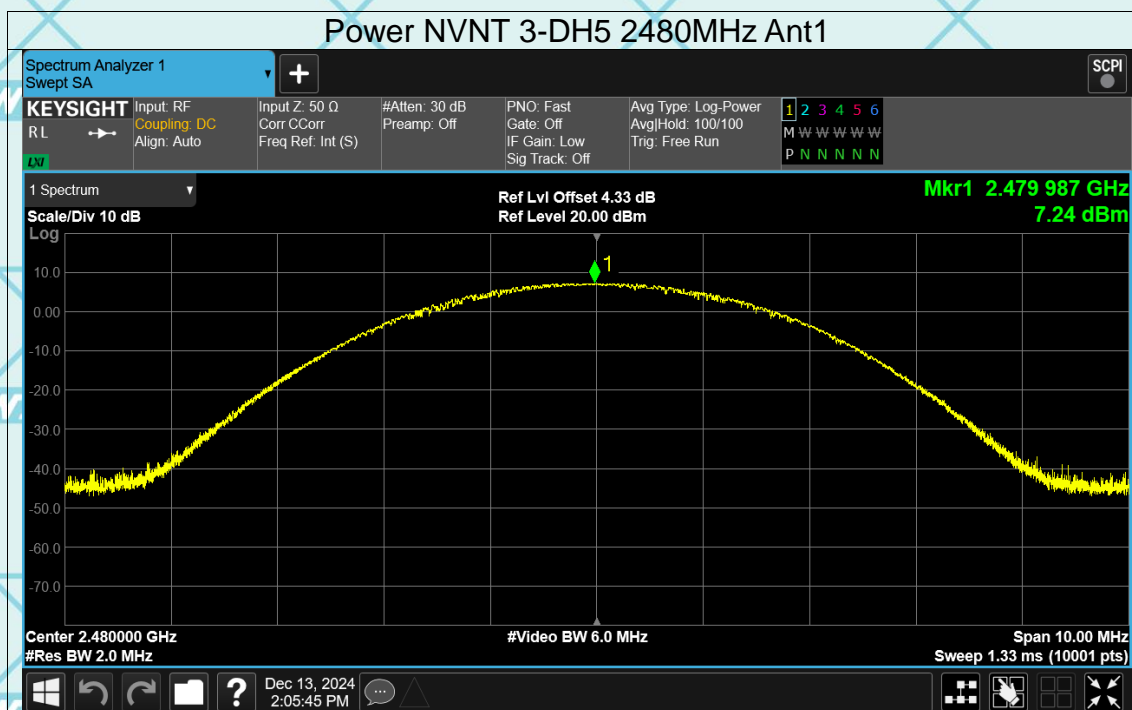 Power NVNT 3-DH5 2480MHz Ant1
Spectrum Analyzer 1
Swept SA
+
SCPI
KEYSIGHT
RL
LXI
Input: RF
Coupling: DC
Align: Auto
Input Z: 50 Ω
Corr CCorr
Freq Ref: Int (S)
#Atten: 30 dB
Preamp: Off
PNO: Fast
Gate: Off
IF Gain: Low
Sig Track: Off
Avg Type: Log-Power
Avg|Hold: 100/100
Trig: Free Run
1 2 3 4 5 6
M W W W W W
P N N N N N
1 Spectrum
Scale/Div 10 dB
Ref Lvl Offset 4.33 dB
Ref Level 20.00 dBm
Mkr1 2.479 987 GHz
7.24 dBm
Log
1
10.0
0.00
-10.0
-20.0
-30.0
-40.0
-50.0
-60.0
-70.0
Center 2.480000 GHz
#Video BW 6.0 MHz
Span 10.00 MHz
#Res BW 2.0 MHz
Sweep 1.33 ms (10001 pts)
?
Dec 13, 2024
2:05:45 PM